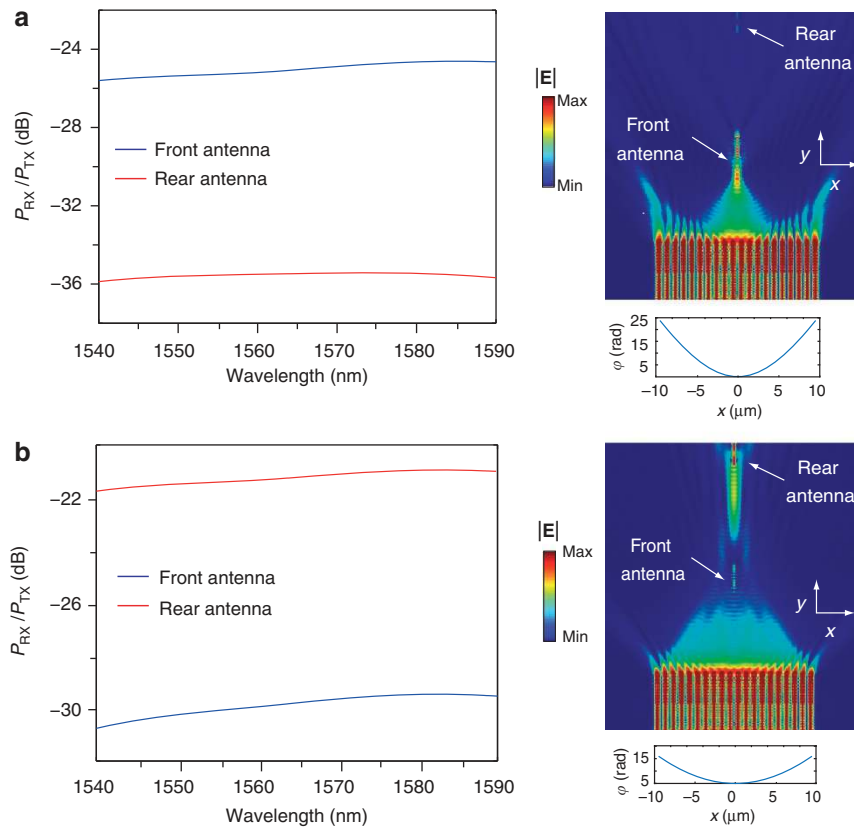 a
−24
−28
−32
−36
P_RX/P_TX (dB)
Front antenna
Rear antenna
1540 1550 1560 1570 1580 1590
Wavelength (nm)
|E|
Max
Min
Rear
antenna
Front
antenna
y
x
25
15
5
φ (rad)
−10 −5 0 5 10
x (μm)
b
−22
−26
−30
P_RX/P_TX (dB)
Front antenna
Rear antenna
1540 1550 1560 1570 1580 1590
Wavelength (nm)
|E|
Max
Min
Rear
antenna
Front
antenna
y
x
25
15
5
φ (rad)
−10 −5 0 5 10
x (μm)